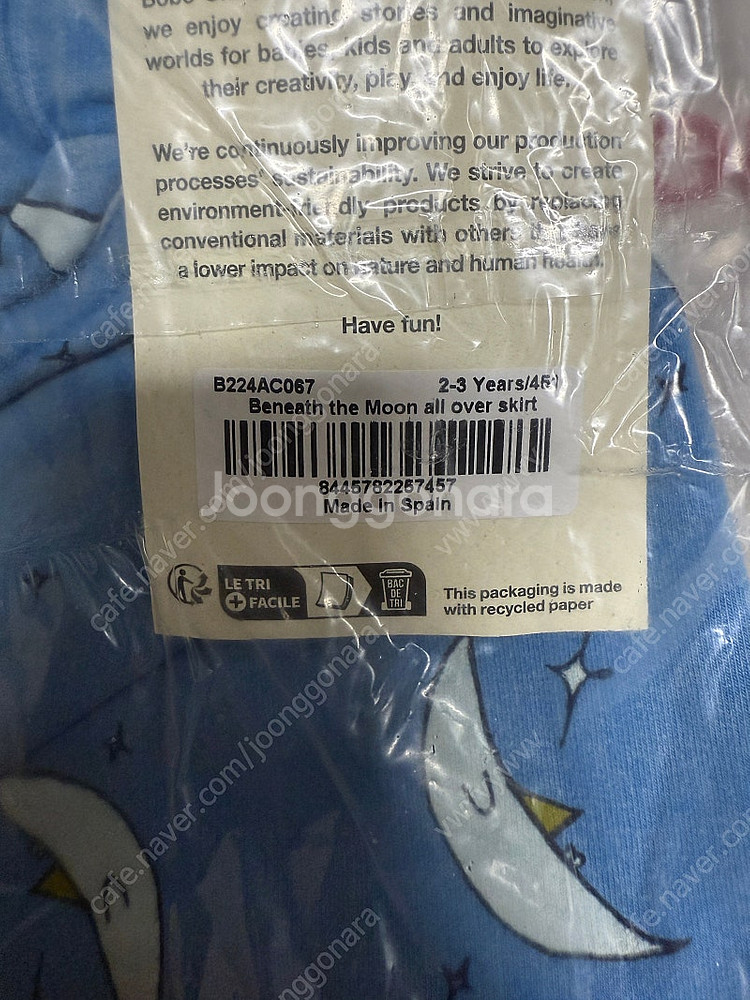 we enjoy creating stories and imaginative
worlds for babies, kids and adults to explore
their creativity, play, and enjoy life.
We're continuously improving our production
processes' sustainability. We strive to create
environment-friendly products by replacing
conventional materials with others
a lower impact on nature and human health.
Have fun!
B224AC067 2-3 Years/
Beneath the Moon all over skirt
8445782257457
Made in Spain
Joonggonara
LE TRI
+ FACILE
BAC
DE
TRI
This packaging is made
with recycled paper
cafe.naver.com/joonggonara